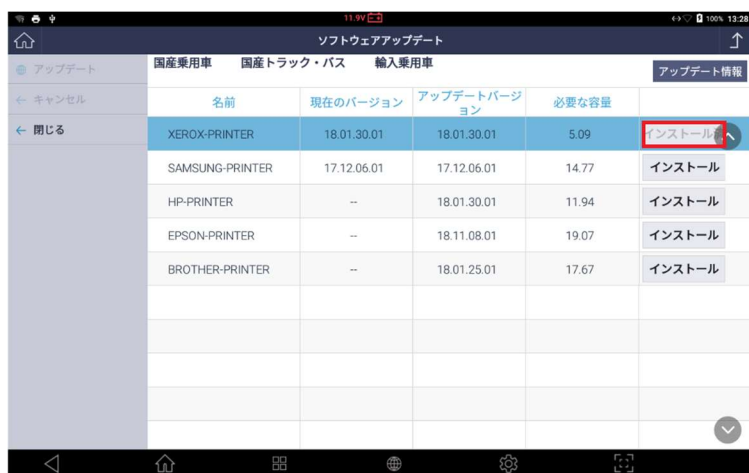 11.9V 100% 13:28
ソフトウェアアップデート
アップデート
キャンセル
閉じる
国産乗用車 国産トラック・バス 輸入乗用車
アップデート情報
名前 現在のバージョン アップデートバージョン 必要な容量
XEROX-PRINTER 18.01.30.01 18.01.30.01 5.09 インストール
SAMSUNG-PRINTER 17.12.06.01 17.12.06.01 14.77 インストール
HP-PRINTER -- 18.01.30.01 11.94 インストール
EPSON-PRINTER -- 18.11.08.01 19.07 インストール
BROTHER-PRINTER -- 18.01.25.01 17.67 インストール